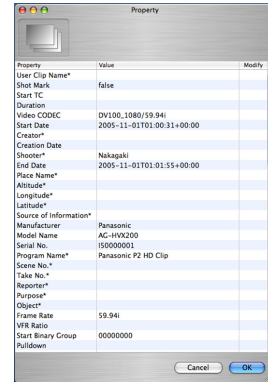 Property
Property Value Modify
User Clip Name*
Shot Mark false
Start TC
Duration
Video CODEC DV100_1080/59.94i
Start Date 2005-11-01T01:00:31+00:00
Creator*
Creation Date
Shooter* Nakagaki
End Date 2005-11-01T01:01:55+00:00
Place Name*
Altitude*
Longitude*
Latitude*
Source of Information*
Manufacturer Panasonic
Model Name AG-HVX200
Serial No. IS0000001
Program Name* Panasonic P2 HD Clip
Scene No.*
Take No.*
Reporter*
Purpose*
Object*
Frame Rate 59.94i
VFR Ratio
Start Binary Group 00000000
Pulldown
Cancel OK